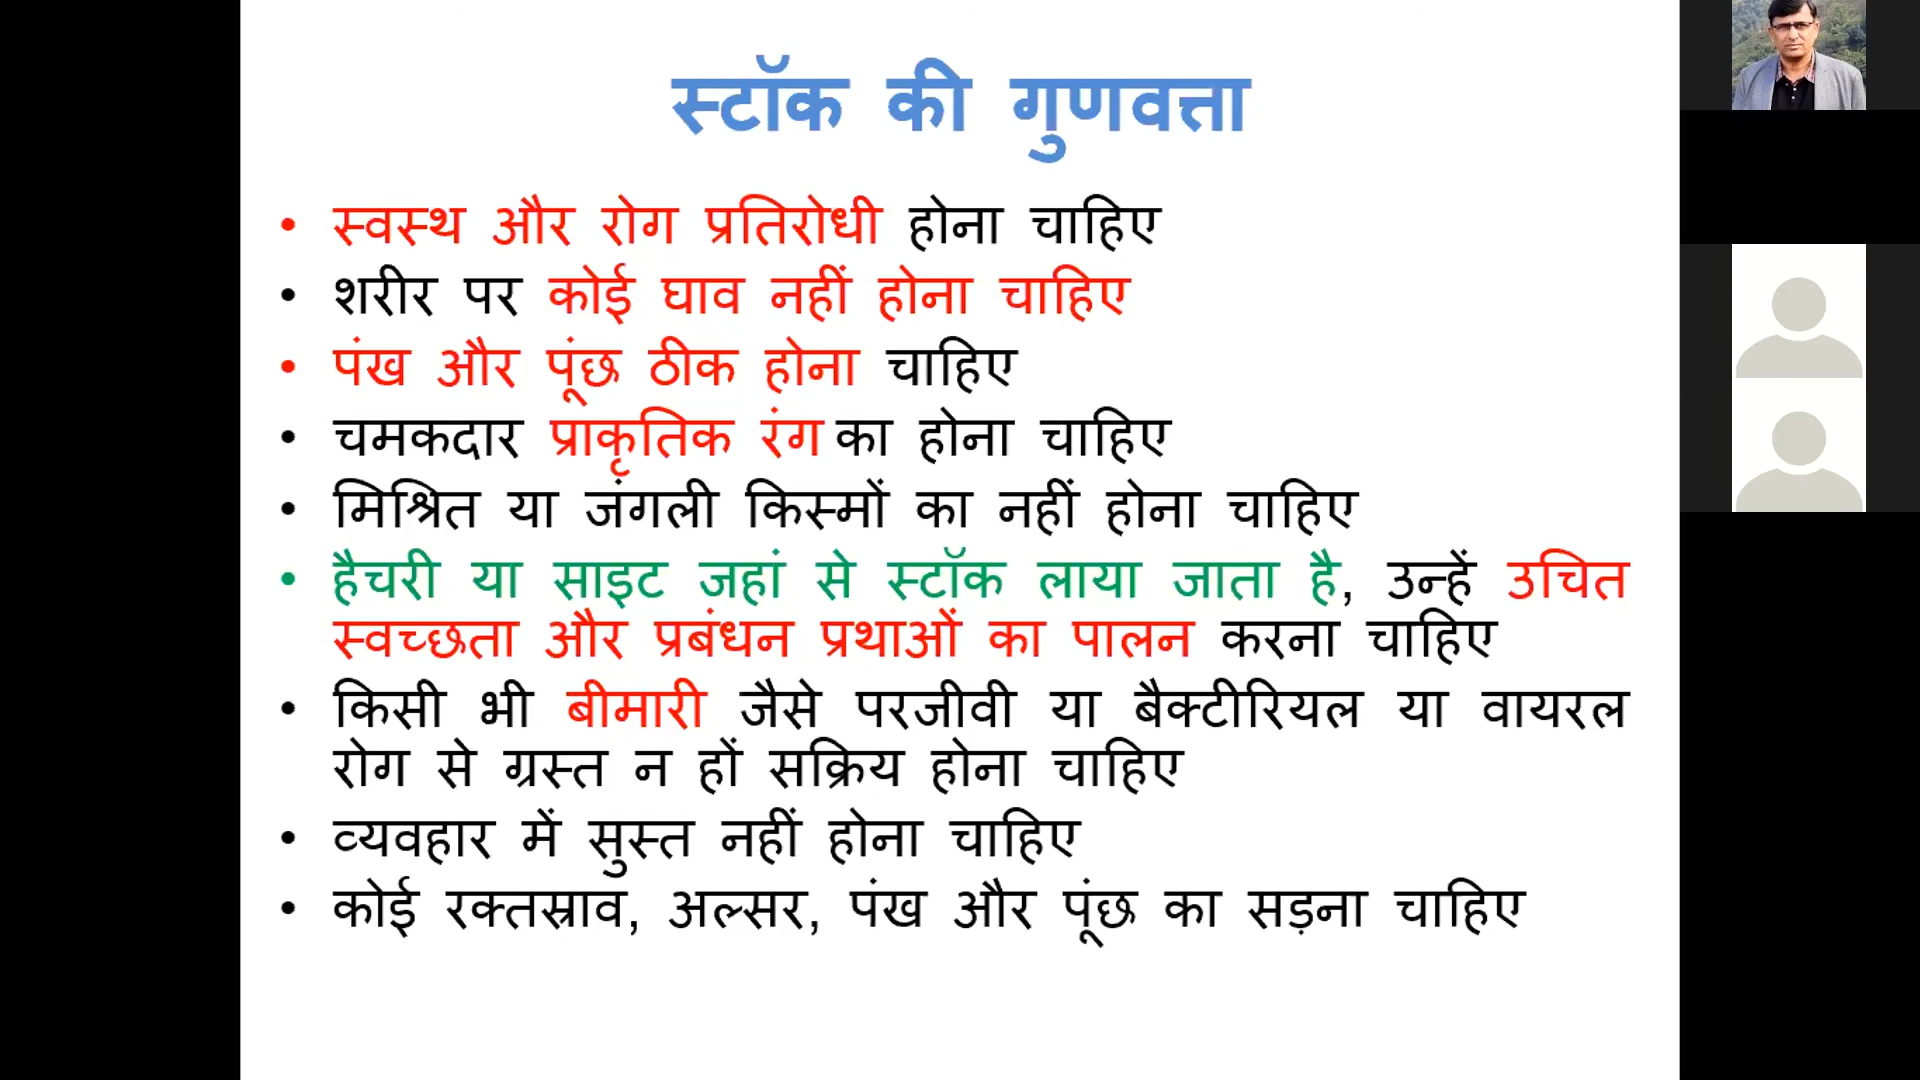 स्टॉक की गुणवत्ता
• स्वस्थ और रोग प्रतिरोधी होना चाहिए
• शरीर पर कोई घाव नहीं होना चाहिए
• पंख और पूंछ ठीक होना चाहिए
• चमकदार प्राकृतिक रंग का होना चाहिए
• मिश्रित या जंगली किस्मों का नहीं होना चाहिए
• हैचरी या साइट जहां से स्टॉक लाया जाता है, उन्हें उचित
स्वच्छता और प्रबंधन प्रथाओं का पालन करना चाहिए
• किसी भी बीमारी जैसे परजीवी या बैक्टीरियल या वायरल
रोग से ग्रस्त न हों सक्रिय होना चाहिए
• व्यवहार में सुस्त नहीं होना चाहिए
• कोई रक्तस्राव, अल्सर, पंख और पूंछ का सड़ना चाहिए